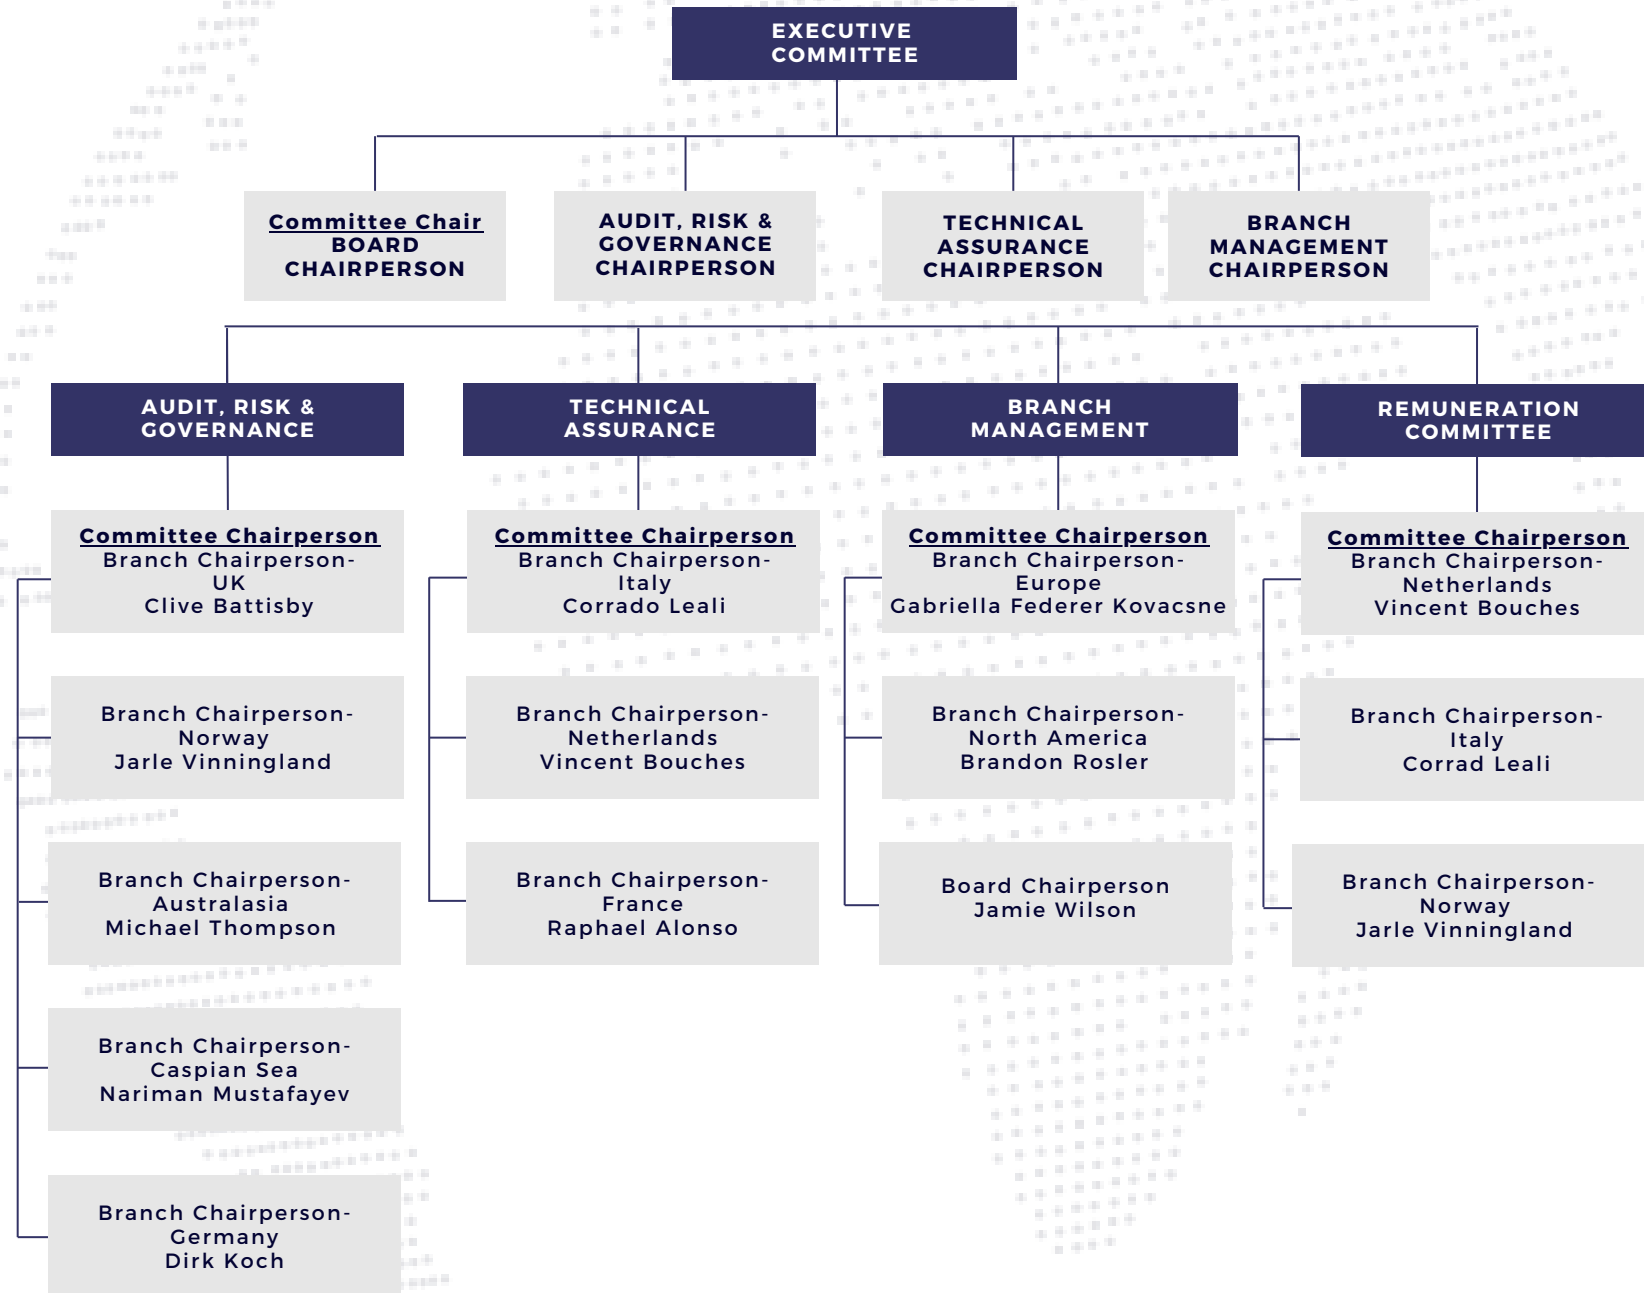 EXECUTIVE
COMMITTEE
Committee Chair
BOARD
CHAIRPERSON
AUDIT, RISK &
GOVERNANCE
CHAIRPERSON
TECHNICAL
ASSURANCE
CHAIRPERSON
BRANCH
MANAGEMENT
CHAIRPERSON
AUDIT, RISK &
GOVERNANCE
TECHNICAL
ASSURANCE
BRANCH
MANAGEMENT
REMUNERATION
COMMITTEE
Committee Chairperson
Branch Chairperson-
UK
Clive Battisby
Branch Chairperson-
Norway
Jarle Vinningland
Branch Chairperson-
Australasia
Michael Thompson
Branch Chairperson-
Caspian Sea
Nariman Mustafayev
Branch Chairperson-
Germany
Dirk Koch
Committee Chairperson
Branch Chairperson-
Italy
Corrado Leali
Branch Chairperson-
Netherlands
Vincent Bouches
Branch Chairperson-
France
Raphael Alonso
Committee Chairperson
Branch Chairperson-
Europe
Gabriella Federer Kovacsne
Branch Chairperson-
North America
Brandon Rosler
Board Chairperson
Jamie Wilson
Committee Chairperson
Branch Chairperson-
Netherlands
Vincent Bouches
Branch Chairperson-
Italy
Corrad Leali
Branch Chairperson-
Norway
Jarle Vinningland